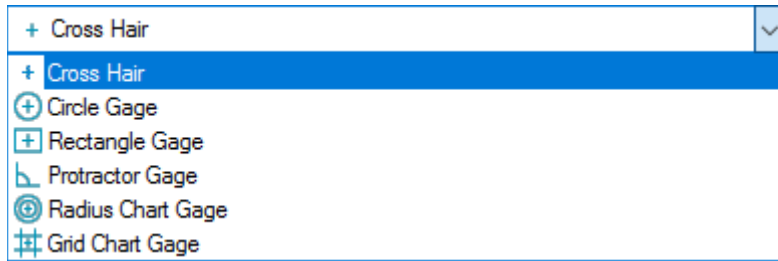 Cross Hair
Cross Hair
Circle Gage
Rectangle Gage
Protractor Gage
Radius Chart Gage
Grid Chart Gage